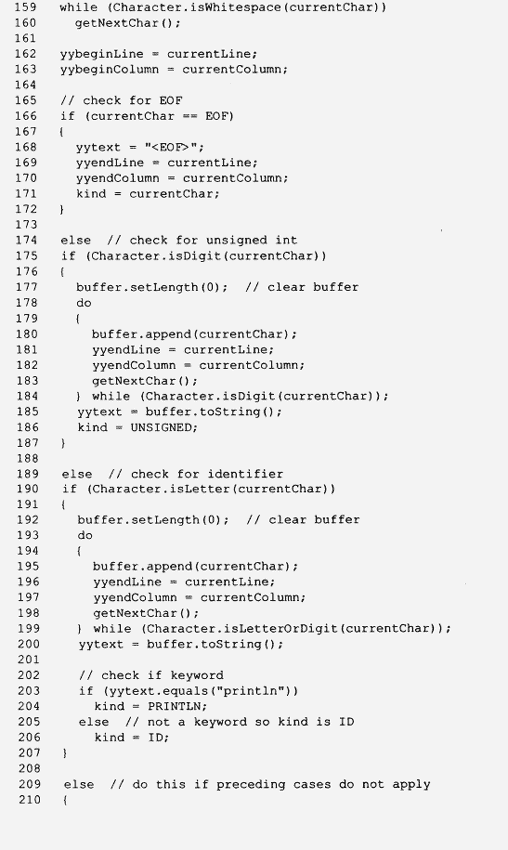 159 while (Character.isWhitespace(currentChar))
160 getNextChar();
161
162 yybeginLine = currentLine;
163 yybeginColumn = currentColumn;
164
165 // check for EOF
166 if (currentChar == EOF)
167 {
168 yytext = "<EOF>";
169 yyendLine = currentLine;
170 yyendColumn = currentColumn;
171 kind = currentChar;
172 }
173
174 else // check for unsigned int
175 if (Character.isDigit(currentChar))
176 {
177 buffer.setLength(0); // clear buffer
178 do
179 {
180 buffer.append(currentChar);
181 yyendLine = currentLine;
182 yyendColumn = currentColumn;
183 getNextChar();
184 } while (Character.isDigit(currentChar));
185 yytext = buffer.toString();
186 kind = UNSIGNED;
187 }
188
189 else // check for identifier
190 if (Character.isLetter(currentChar))
191 {
192 buffer.setLength(0); // clear buffer
193 do
194 {
195 buffer.append(currentChar);
196 yyendLine = currentLine;
197 yyendColumn = currentColumn;
198 getNextChar();
199 } while (Character.isLetterOrDigit(currentChar));
200 yytext = buffer.toString();
201
202 // check if keyword
203 if (yytext.equals("println"))
204 kind = PRINTLN;
205 else // not a keyword so kind is ID
206 kind = ID;
207 }
208
209 else // do this if preceding cases do not apply
210 {